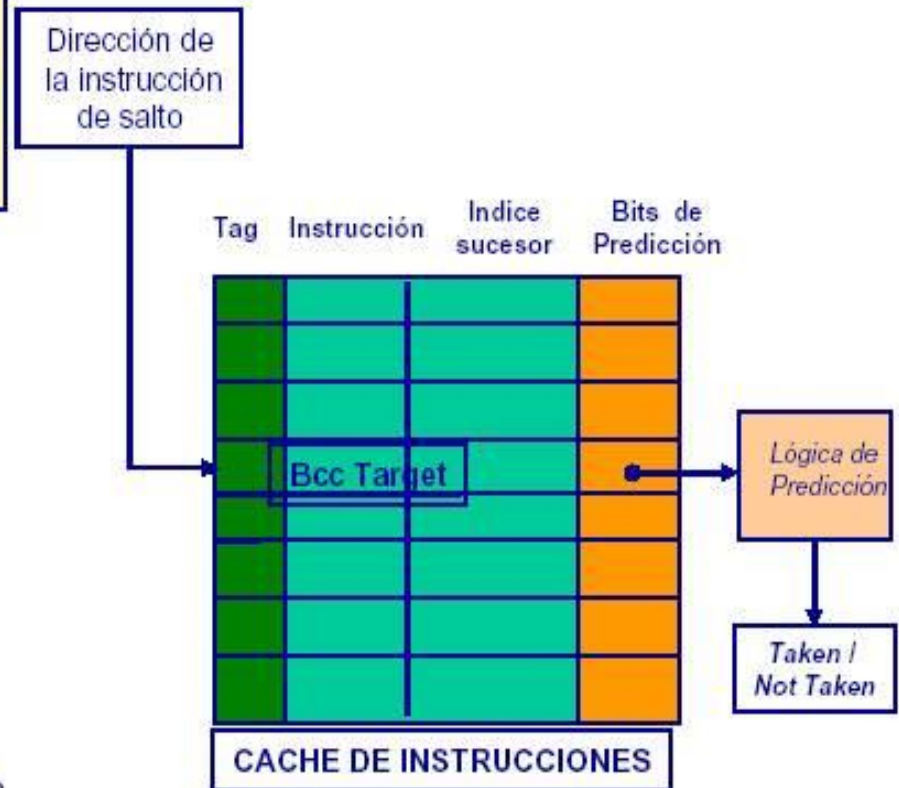 Dirección de
la instrucción
de salto
Tag Instrucción Indice sucesor Bits de Predicción
Bcc Target
Lógica de
Predicción
Taken /
Not Taken
CACHE DE INSTRUCCIONES